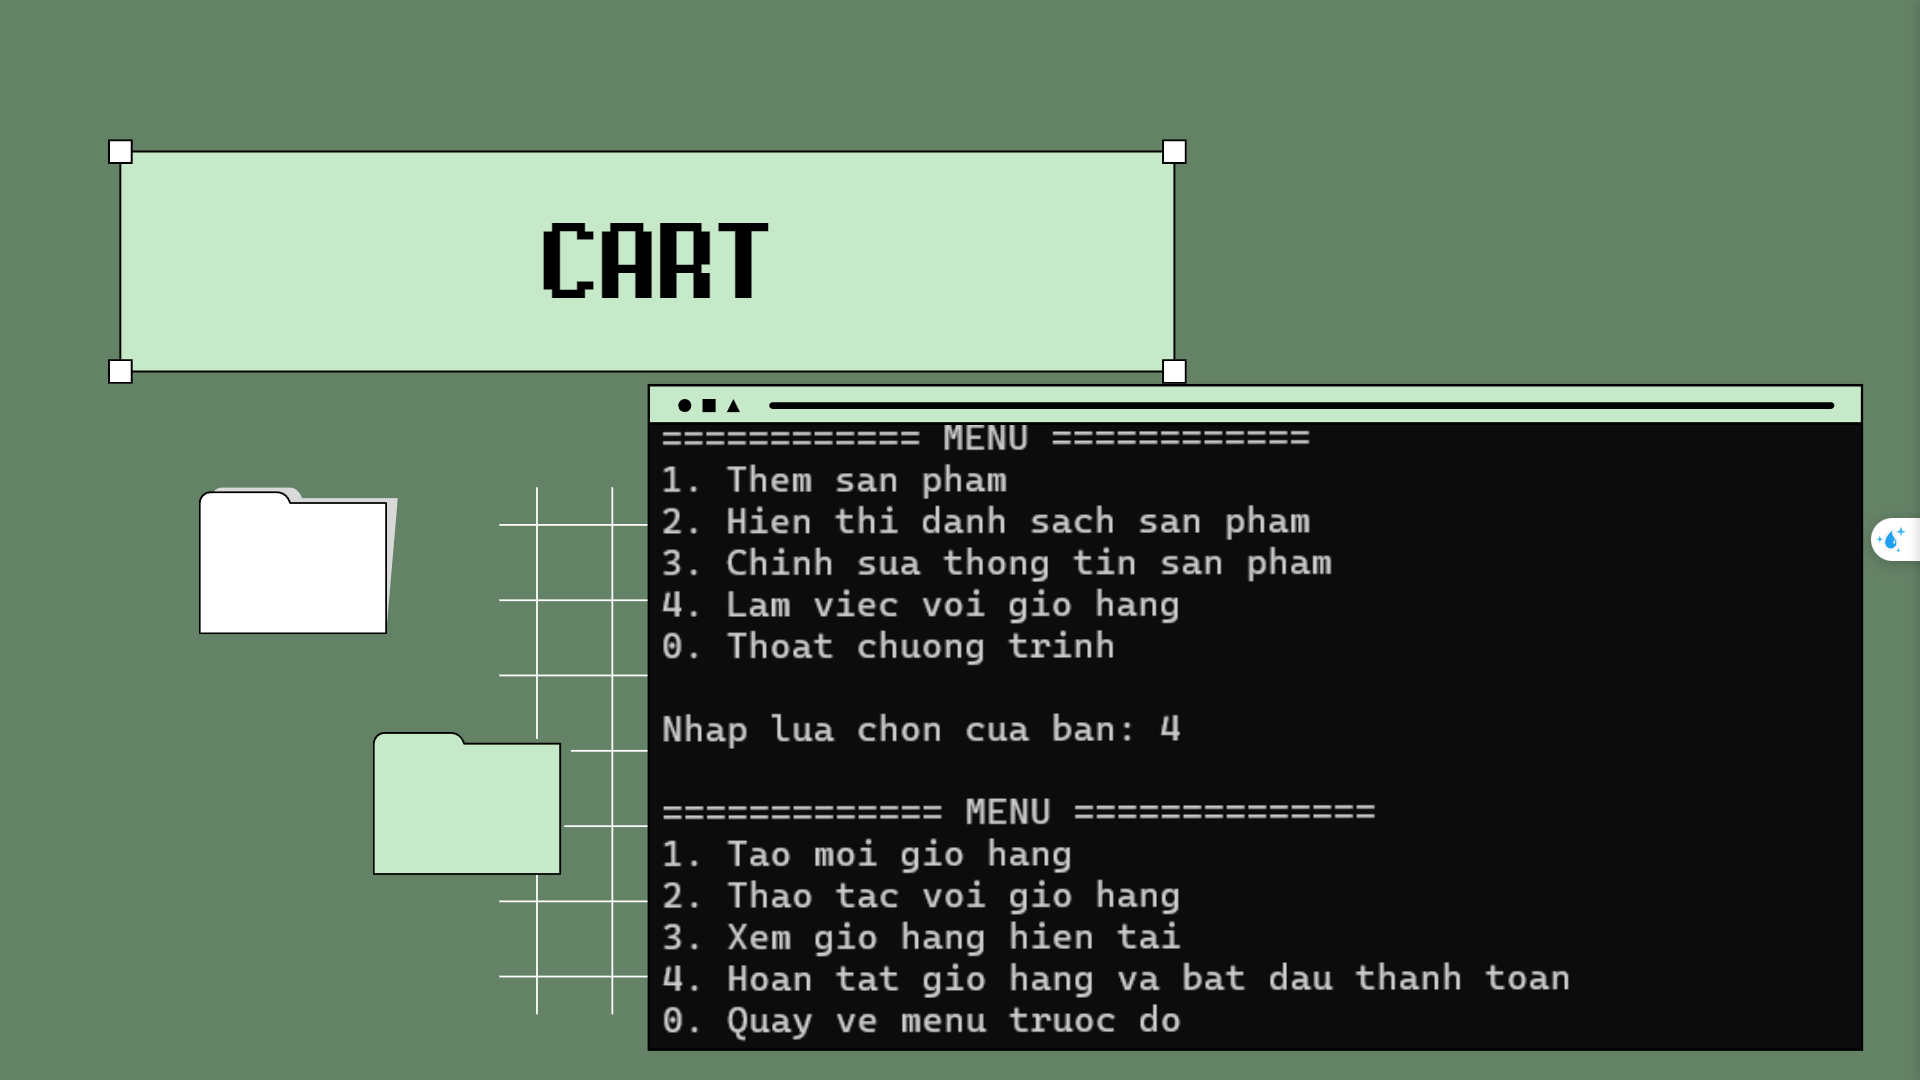 CART
============ MENU ============
1. Them san pham
2. Hien thi danh sach san pham
3. Chinh sua thong tin san pham
4. Lam viec voi gio hang
0. Thoat chuong trinh
Nhap lua chon cua ban: 4
============= MENU ==============
1. Tao moi gio hang
2. Thao tac voi gio hang
3. Xem gio hang hien tai
4. Hoan tat gio hang va bat dau thanh toan
0. Quay ve menu truoc do